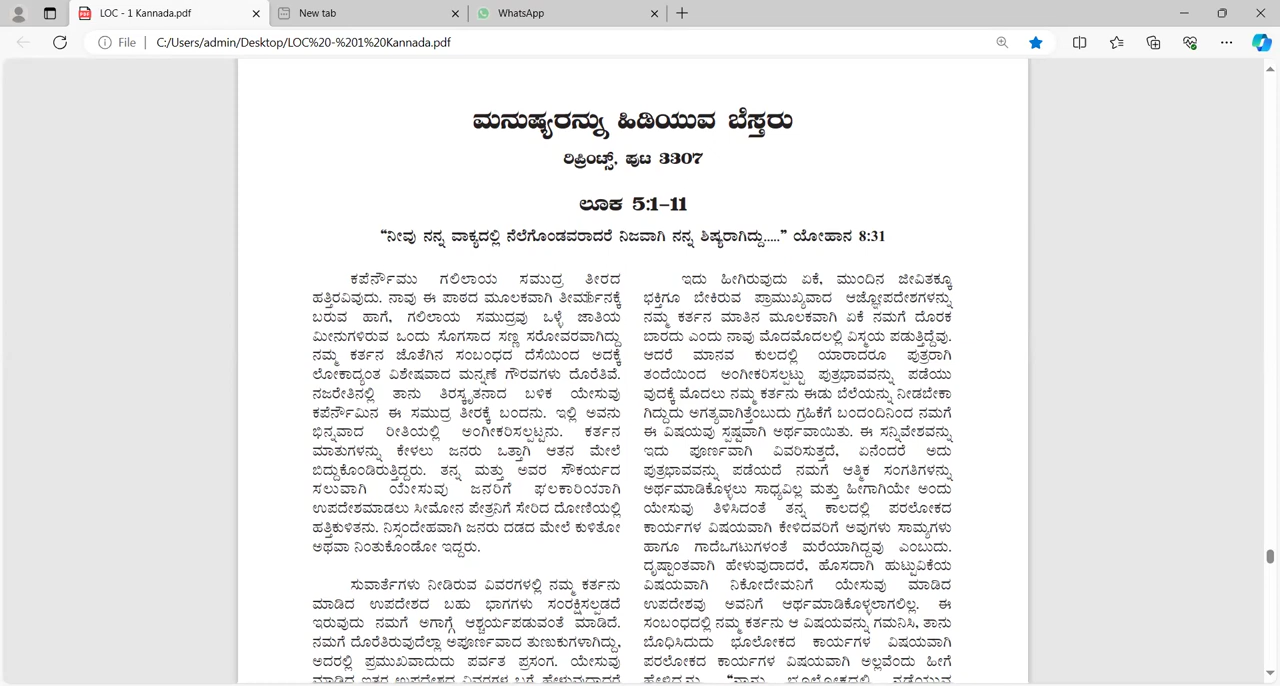 LOC - 1 Kannada.pdf
New tab
WhatsApp
File
C:/Users/admin/Desktop/LOC%20-%201%20Kannada.pdf
ಮನುಷ್ಯರನ್ನು ಹಿಡಿಯುವ ಬೆಸ್ತರು
ರಿಪ್ರಿಂಟ್ಸ್, ಪುಟ 3307
ಲೂಕ 5:1-11
“ನೀವು ನನ್ನ ವಾಕ್ಯದಲ್ಲಿ ನೆಲೆಗೊಂಡವರಾದರೆ ನಿಜವಾಗಿ ನನ್ನ ಶಿಷ್ಯರಾಗಿದ್ದು.....” ಯೋಹಾನ 8:31
ಕಪೆರ್ನೌಮು ಗಲಿಲಾಯ ಸಮುದ್ರ ತೀರದ
ಹತ್ತಿರವಿವುದು. ನಾವು ಈ ಪಾಠದ ಮೂಲಕವಾಗಿ ತೀರ್ಮಾನಕ್ಕೆ
ಬರುವ ಹಾಗೆ, ಗಲಿಲಾಯ ಸಮುದ್ರವು ಒಳ್ಳೆ ಜಾತಿಯ
ಮೀನುಗಳಿರುವ ಒಂದು ಸೊಗಸಾದ ಸಣ್ಣ ಸರೋವರವಾಗಿದ್ದು
ನಮ್ಮ ಕರ್ತನ ಜೊತೆಗಿನ ಸಂಬಂಧದ ದೆಸೆಯಿಂದ ಅದಕ್ಕೆ
ಲೋಕಾದ್ಯಂತ ವಿಶೇಷವಾದ ಮನ್ನಣೆ ಗೌರವಗಳು ದೊರೆತಿವೆ.
ನಜರೇತಿನಲ್ಲಿ ತಾನು ತಿರಸ್ಕೃತನಾದ ಬಳಿಕ ಯೇಸುವು
ಕಪೆರ್ನೌಮಿನ ಈ ಸಮುದ್ರ ತೀರಕ್ಕೆ ಬಂದನು. ಇಲ್ಲಿ ಅವನು
ಭಿನ್ನವಾದ ರೀತಿಯಲ್ಲಿ ಅಂಗೀಕರಿಸಲ್ಪಟ್ಟನು. ಕರ್ತನ
ಮಾತುಗಳನ್ನು ಕೇಳಲು ಜನರು ಒತ್ತಾಗಿ ಆತನ ಮೇಲೆ
ಬಿದ್ದುಕೊಂಡಿರುತ್ತಿದ್ದರು. ತನ್ನ ಮತ್ತು ಅವರ ಸೌಕರ್ಯದ
ಸಲುವಾಗಿ ಯೇಸುವು ಜನರಿಗೆ ಫಲಕಾರಿಯಾಗಿ
ಉಪದೇಶಮಾಡಲು ಸೀಮೋನ ಪೇತ್ರನಿಗೆ ಸೇರಿದ ದೋಣಿಯಲ್ಲಿ
ಹತ್ತಿಕುಳಿತನು. ನಿಸ್ಸಂದೇಹವಾಗಿ ಜನರು ದಡದ ಮೇಲೆ ಕುಳಿತೋ
ಅಥವಾ ನಿಂತುಕೊಂಡೋ ಇದ್ದರು.
ಸುವಾರ್ತೆಗಳು ನೀಡಿರುವ ವಿವರಗಳಲ್ಲಿ ನಮ್ಮ ಕರ್ತನು
ಮಾಡಿದ ಉಪದೇಶದ ಬಹು ಭಾಗಗಳು ಸಂರಕ್ಷಿಸಲ್ಪಡದೆ
ಇರುವುದು ನಮಗೆ ಅಗಾಗ್ಗೆ ಆಶ್ಚರ್ಯಪಡುವಂತೆ ಮಾಡಿದೆ.
ನಮಗೆ ದೊರೆತಿರುವುದೆಲ್ಲಾ ಅಪೂರ್ಣವಾದ ತುಣುಕುಗಳಾಗಿದ್ದು,
ಅದರಲ್ಲಿ ಪ್ರಮುಖವಾದುದು ಪರ್ವತ ಪ್ರಸಂಗ. ಯೇಸುವು
ಮಾಡಿದ ಇತರ ಉಪದೇಶದ ವಿವರಗಳ ಬಗ್ಗೆ ಹೇಳುವುದಾದರೆ
ಇದು ಹೀಗಿರುವುದು ಏಕೆ, ಮುಂದಿನ ಜೀವಿತಕ್ಕೂ
ಭಕ್ತಿಗೂ ಬೇಕಿರುವ ಪ್ರಾಮುಖ್ಯವಾದ ಆಜ್ಞೋಪದೇಶಗಳನ್ನು
ನಮ್ಮ ಕರ್ತನ ಮಾತಿನ ಮೂಲಕವಾಗಿ ಏಕೆ ನಮಗೆ ದೊರಕ
ಬಾರದು ಎಂದು ನಾವು ಮೊದಮೊದಲಲ್ಲಿ ವಿಸ್ಮಯ ಪಡುತ್ತಿದ್ದೆವು.
ಆದರೆ ಮಾನವ ಕುಲದಲ್ಲಿ ಯಾರಾದರೂ ಪುತ್ರರಾಗಿ
ತಂದೆಯಿಂದ ಅಂಗೀಕರಿಸಲ್ಪಟ್ಟು ಪುತ್ರಭಾವವನ್ನು ಪಡೆಯು
ವುದಕ್ಕೆ ಮೊದಲು ನಮ್ಮ ಕರ್ತನು ಈಡು ಬೆಲೆಯನ್ನು ನೀಡಬೇಕಾ
ಗಿದ್ದುದು ಅಗತ್ಯವಾಗಿತ್ತೆಂಬುದು ಗ್ರಹಿಕೆಗೆ ಬಂದಂದಿನಿಂದ ನಮಗೆ
ಈ ವಿಷಯವು ಸ್ಪಷ್ಟವಾಗಿ ಅರ್ಥವಾಯಿತು. ಈ ಸನ್ನಿವೇಶವನ್ನು
ಇದು ಪೂರ್ಣವಾಗಿ ವಿವರಿಸುತ್ತದೆ, ಏನೆಂದರೆ ಅದು
ಪುತ್ರಭಾವವನ್ನು ಪಡೆಯದೆ ನಮಗೆ ಆತ್ಮಿಕ ಸಂಗತಿಗಳನ್ನು
ಅರ್ಥಮಾಡಿಕೊಳ್ಳಲು ಸಾಧ್ಯವಿಲ್ಲ ಮತ್ತು ಹೀಗಾಗಿಯೇ ಅಂದು
ಯೇಸುವು ತಿಳಿಸಿದಂತೆ ತನ್ನ ಕಾಲದಲ್ಲಿ ಪರಲೋಕದ
ಕಾರ್ಯಗಳ ವಿಷಯವಾಗಿ ಕೇಳಿದವರಿಗೆ ಅವುಗಳು ಸಾಮ್ಯಗಳು
ಹಾಗೂ ಗಾದೆಒಗಟುಗಳಂತೆ ಮರೆಯಾಗಿದ್ದವು ಎಂಬುದು.
ದೃಷ್ಟಾಂತವಾಗಿ ಹೇಳುವುದಾದರೆ, ಹೊಸದಾಗಿ ಹುಟ್ಟುವಿಕೆಯ
ವಿಷಯವಾಗಿ ನಿಕೋದೇಮನಿಗೆ ಯೇಸುವು ಮಾಡಿದ
ಉಪದೇಶವು ಅವನಿಗೆ ಆರ್ಥಮಾಡಿಕೊಳ್ಳಲಾಗಲಿಲ್ಲ. ಈ
ಸಂಬಂಧದಲ್ಲಿ ನಮ್ಮ ಕರ್ತನು ಆ ವಿಷಯವನ್ನು ಗಮನಿಸಿ, ತಾನು
ಬೊಧಿಸಿದುದು ಭೂಲೋಕದ ಕಾರ್ಯಗಳ ವಿಷಯವಾಗಿ
ಪರಲೋಕದ ಕಾರ್ಯಗಳ ವಿಷಯವಾಗಿ ಅಲ್ಲವೆಂದು ಹೀಗೆ
ಹೇಳಿದನು. “ನಾನು ಭೂಲೋಕದಲ್ಲಿ ನಡೆಯುವ